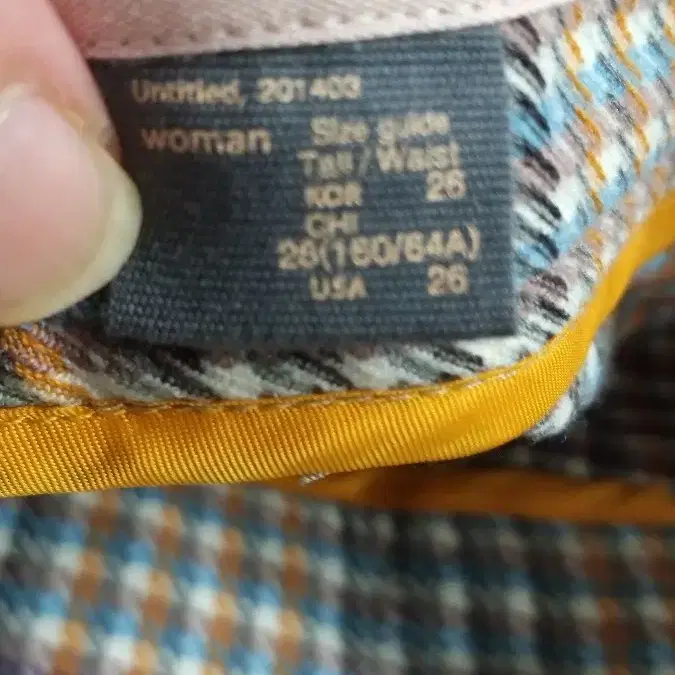 Untitled, 201403
woman
Size guide
Tall / Waist
KOR 26
CHI
26(160/64A)
USA 26